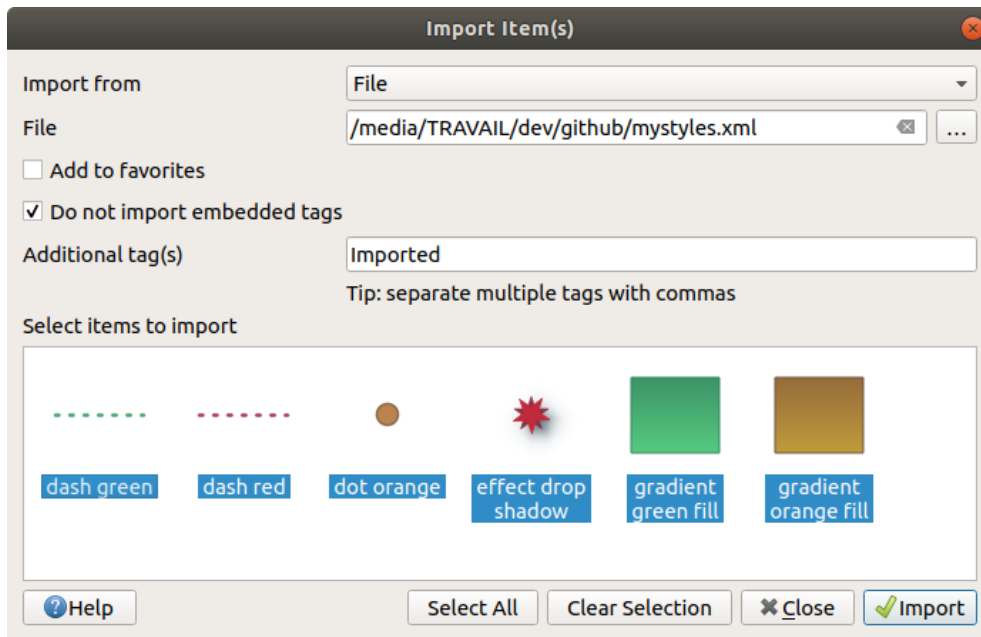 Import Item(s)
Import from
File
File
/media/TRAVAIL/dev/github/mystyles.xml
...
Add to favorites
Do not import embedded tags
Additional tag(s)
Imported
Tip: separate multiple tags with commas
Select items to import
dash green
dash red
dot orange
effect drop
shadow
gradient
green fill
gradient
orange fill
Help
Select All
Clear Selection
Close
Import